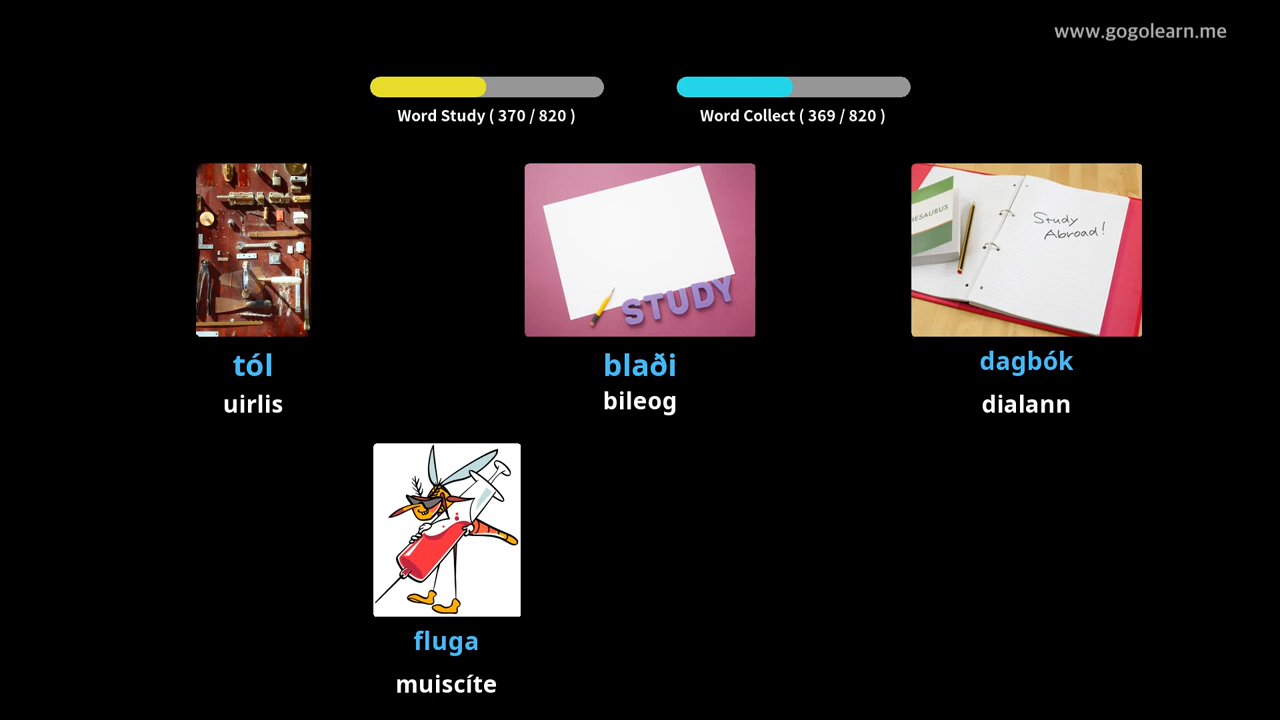 www.gogolearn.me
Word Study ( 370 / 820 )
Word Collect ( 369 / 820 )
STUDY
HESAURUS
Study
Abroad!
tól
blaði
dagbók
uirlis
bileog
dialann
fluga
muiscíte